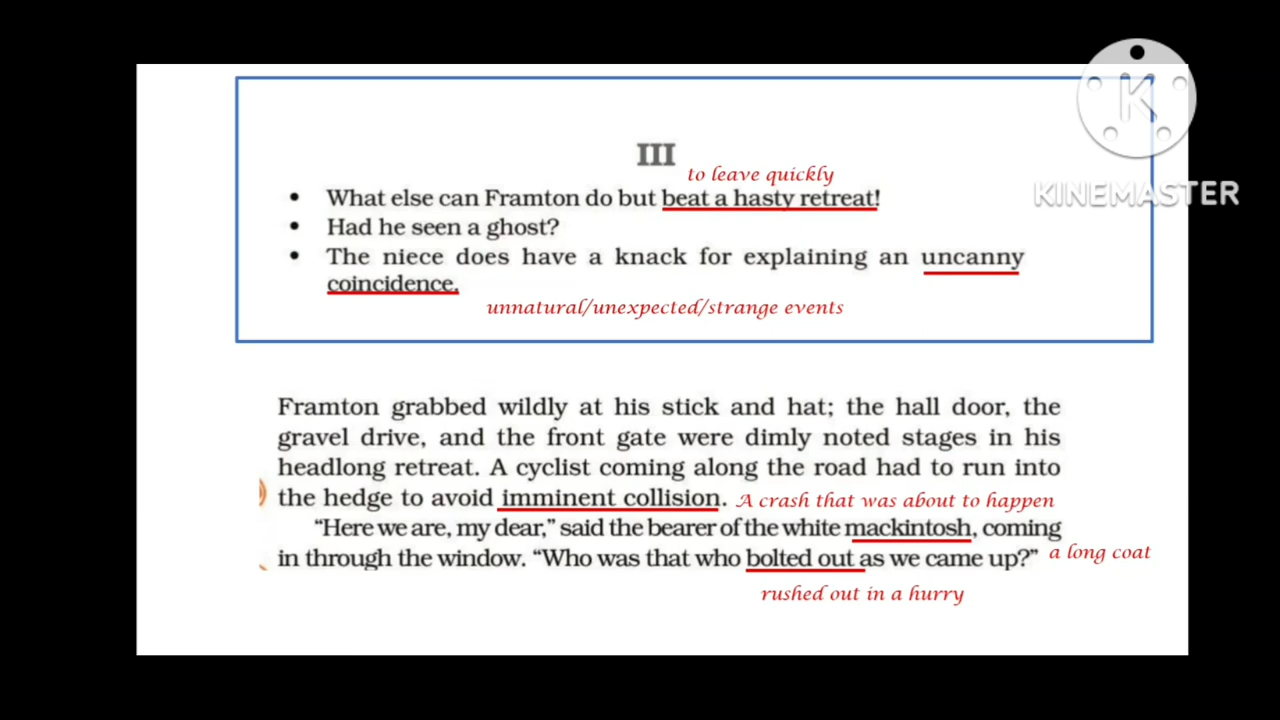 K
KINEMASTER
III
to leave quickly
• What else can Framton do but beat a hasty retreat!
• Had he seen a ghost?
• The niece does have a knack for explaining an uncanny
coincidence.
unnatural/unexpected/strange events
Framton grabbed wildly at his stick and hat; the hall door, the
gravel drive, and the front gate were dimly noted stages in his
headlong retreat. A cyclist coming along the road had to run into
the hedge to avoid imminent collision. A crash that was about to happen
“Here we are, my dear,” said the bearer of the white mackintosh, coming
in through the window. “Who was that who bolted out as we came up?” a long coat
rushed out in a hurry